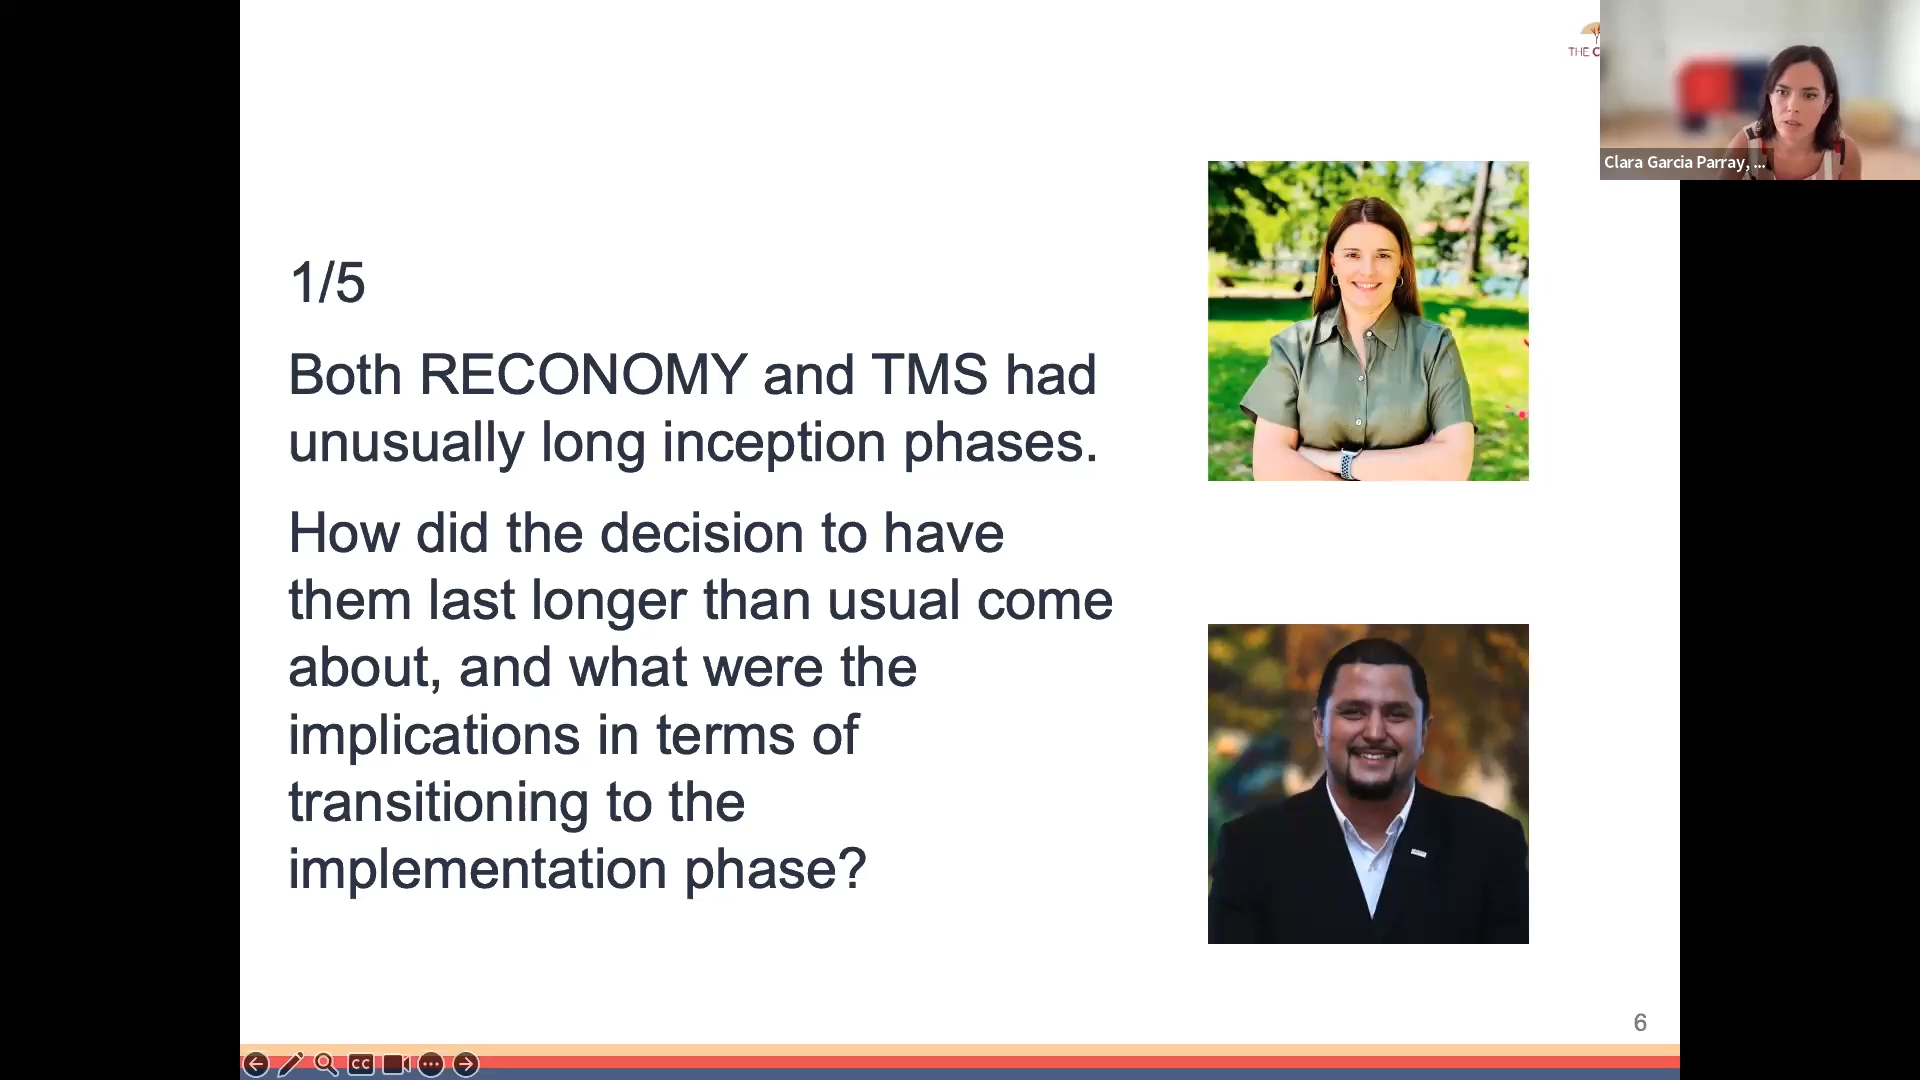 THE C
Clara Garcia Parray, ...
1/5
Both RECONOMY and TMS had
unusually long inception phases.
How did the decision to have
them last longer than usual come
about, and what were the
implications in terms of
transitioning to the
implementation phase?
6
CC